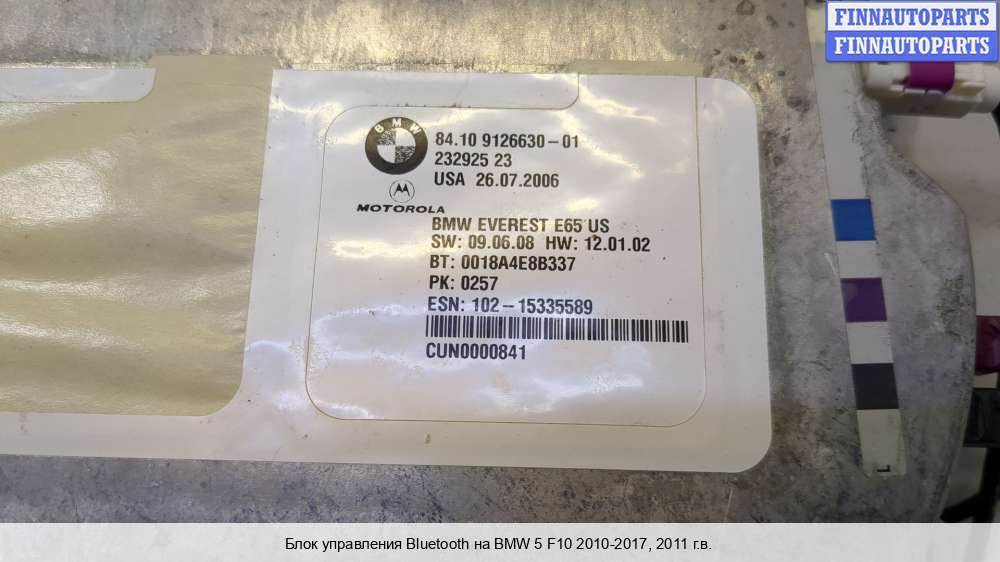 FINNAUTOPARTS
FINNAUTOPARTS
BMW
84.10 9126630-01
232925 23
USA 26.07.2006
MOTOROLA
BMW EVEREST E65 US
SW: 09.06.08 HW: 12.01.02
BT: 0018A4E8B337
PK: 0257
ESN: 102-15335589
CUN0000841
L
Блок управления Bluetooth на BMW 5 F10 2010-2017, 2011 г.в.